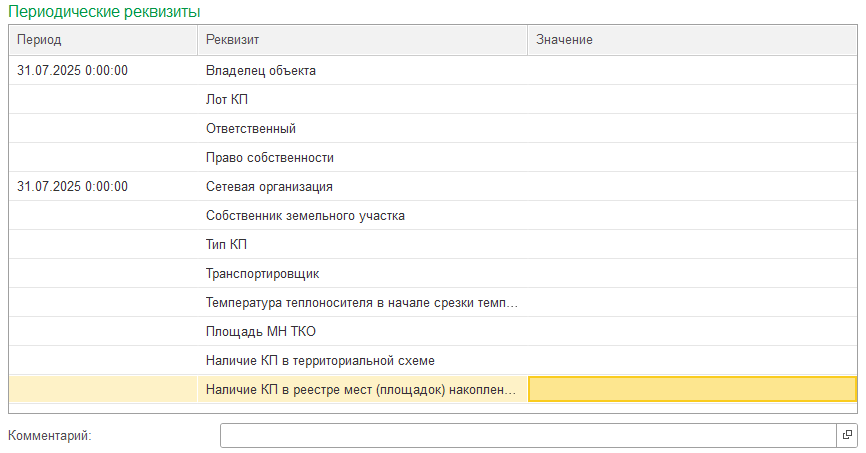 Периодические реквизиты
Период Реквизит Значение
31.07.2025 0:00:00 Владелец объекта
Лот КП
Ответственный
Право собственности
31.07.2025 0:00:00 Сетевая организация
Собственник земельного участка
Тип КП
Транспортировщик
Температура теплоносителя в начале срезки темп...
Площадь МН ТКО
Наличие КП в территориальной схеме
Наличие КП в реестре мест (площадок) накоплен...
Комментарий: